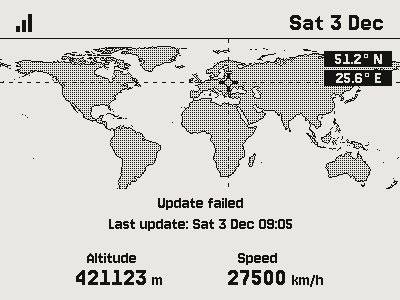 Sat 3 Dec
51.2° N
25.6° E
Update failed
Last update: Sat 3 Dec 09:05
Altitude Speed
421123 m 27500 km/h